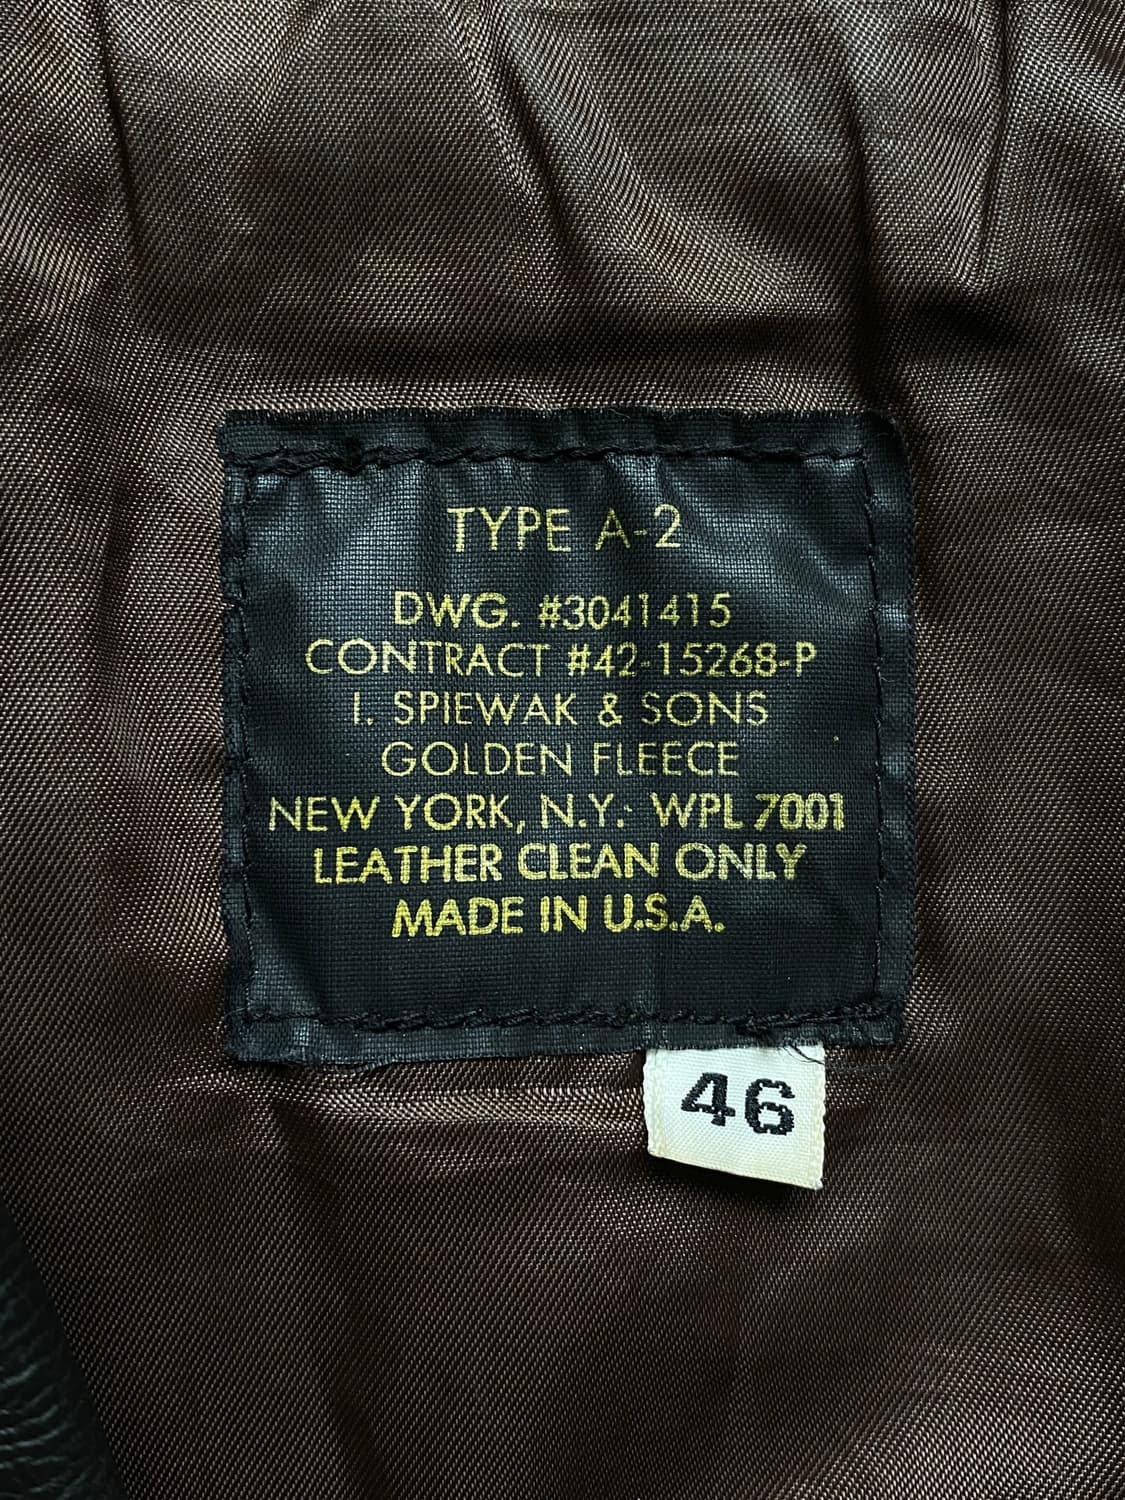 TYPE A-2
DWG. #3041415
CONTRACT #42-15268-P
I. SPIEWAK & SONS
GOLDEN FLEECE
NEW YORK, N.Y.: WPL 7001
LEATHER CLEAN ONLY
MADE IN U.S.A.
46